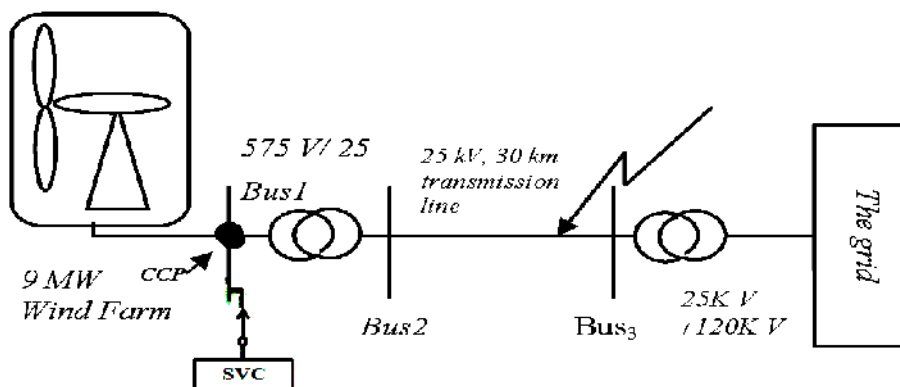 575 V/ 25
Bus1
25 kV, 30 km
transmission
line
The grid
CCP
9 MW
Wind Farm
Bus2
Bus3
25K V
/120K V
SVC